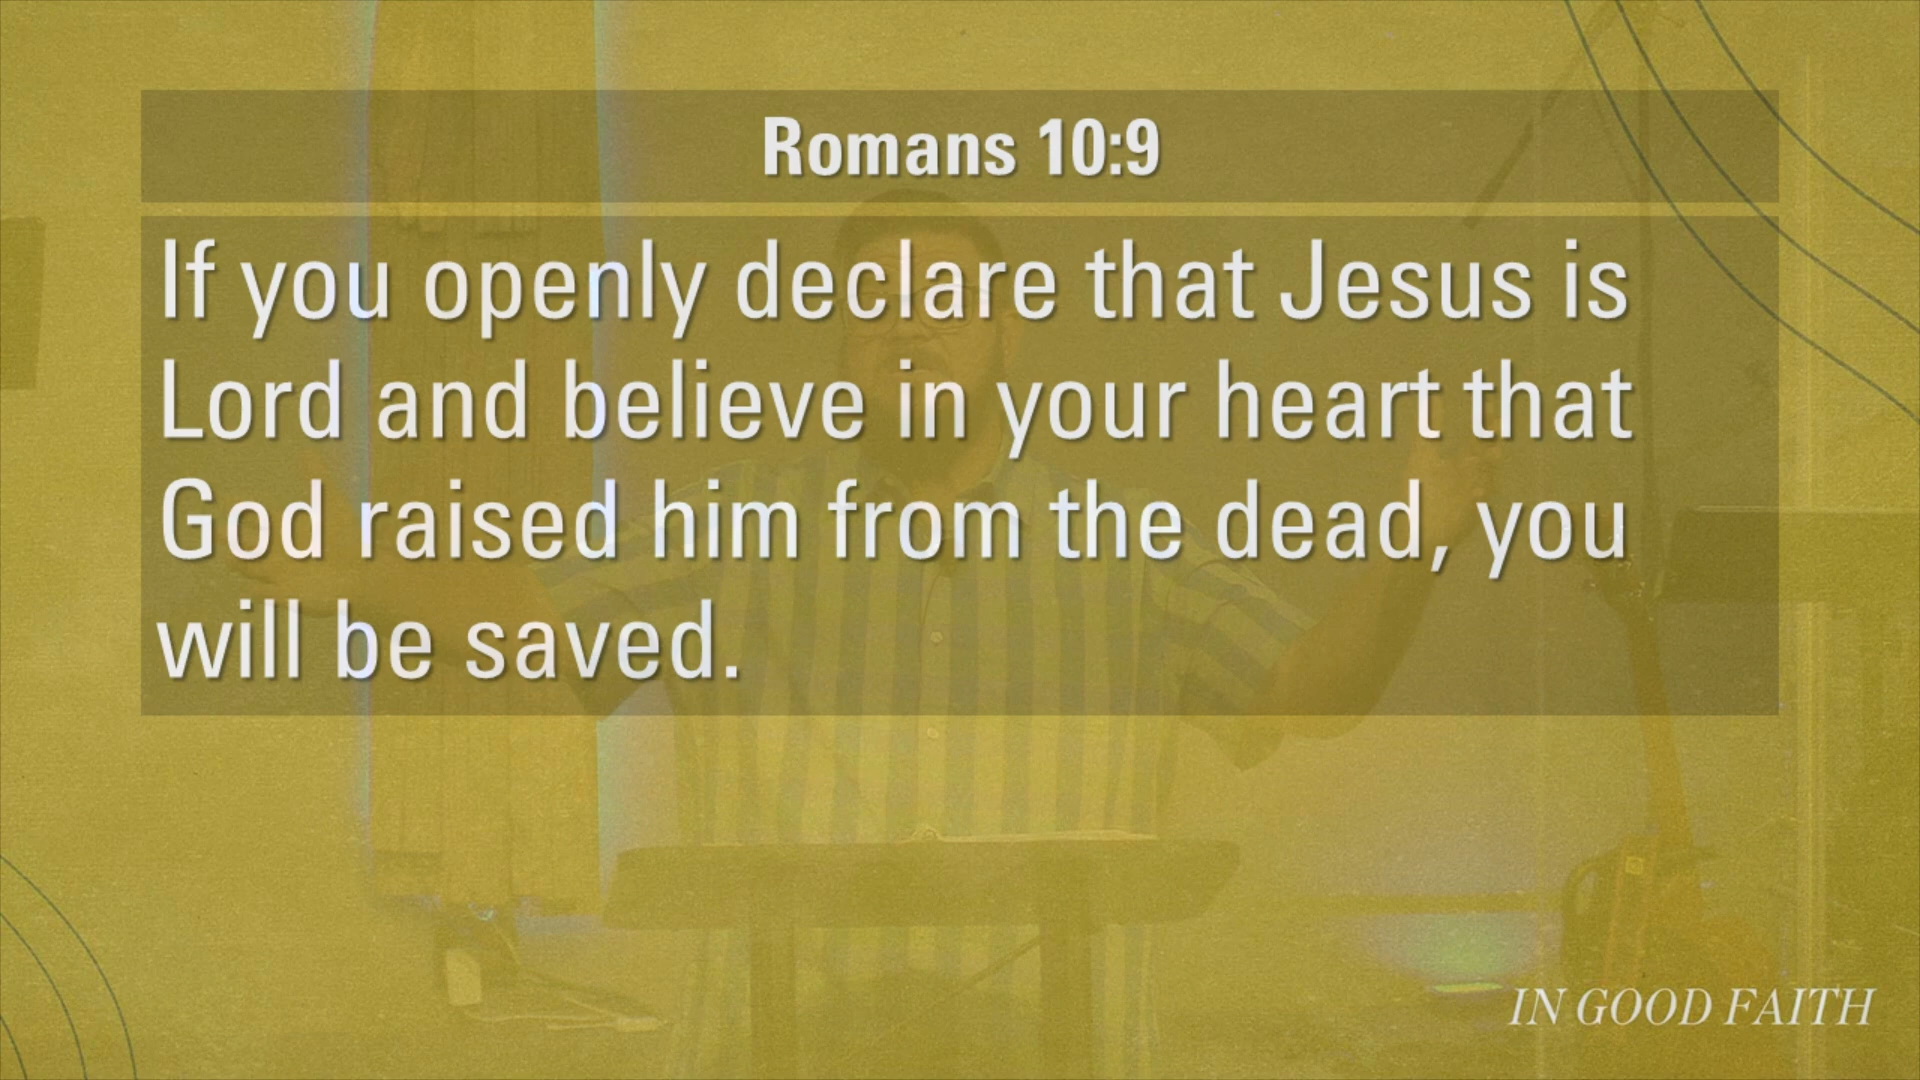 Romans 10:9
If you openly declare that Jesus is
Lord and believe in your heart that
God raised him from the dead, you
will be saved.
IN GOOD FAITH